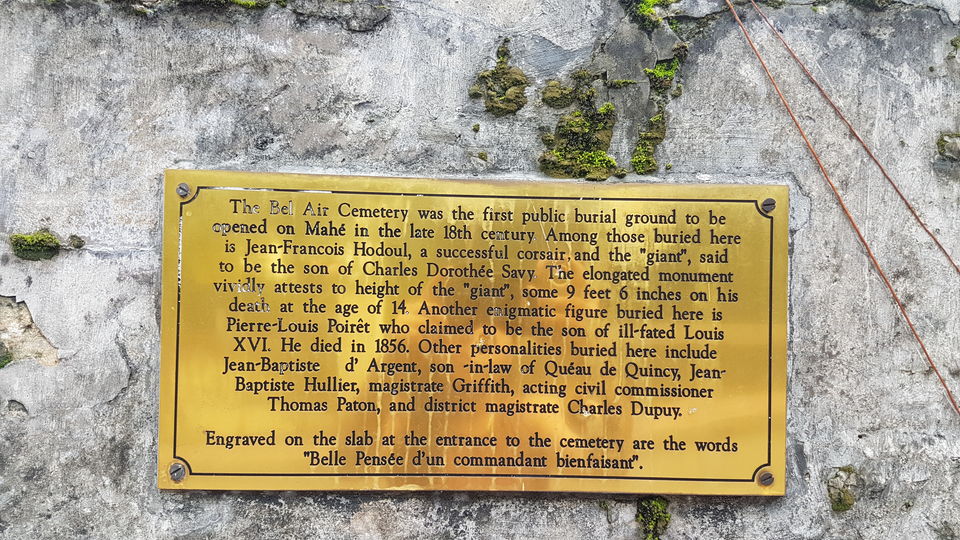 The Bel Air Cemetery was the first public burial ground to be
opened on Mahé in the late 18th century. Among those buried here
is Jean-Francois Hodoul, a successful corsair, and the "giant", said
to be the son of Charles Dorothée Savy. The elongated monument
vividly attests to height of the "giant", some 9 feet 6 inches on his
death at the age of 14. Another enigmatic figure buried here is
Pierre-Louis Poirêt who claimed to be the son of ill-fated Louis
XVI. He died in 1856. Other personalities buried here include
Jean-Baptiste d' Argent, son -in-law of Quéau de Quincy, Jean-
Baptiste Hullier, magistrate Griffith, acting civil commissioner
Thomas Paton, and district magistrate Charles Dupuy.
Engraved on the slab at the entrance to the cemetery are the words
"Belle Pensée d'un commandant bienfaisant".